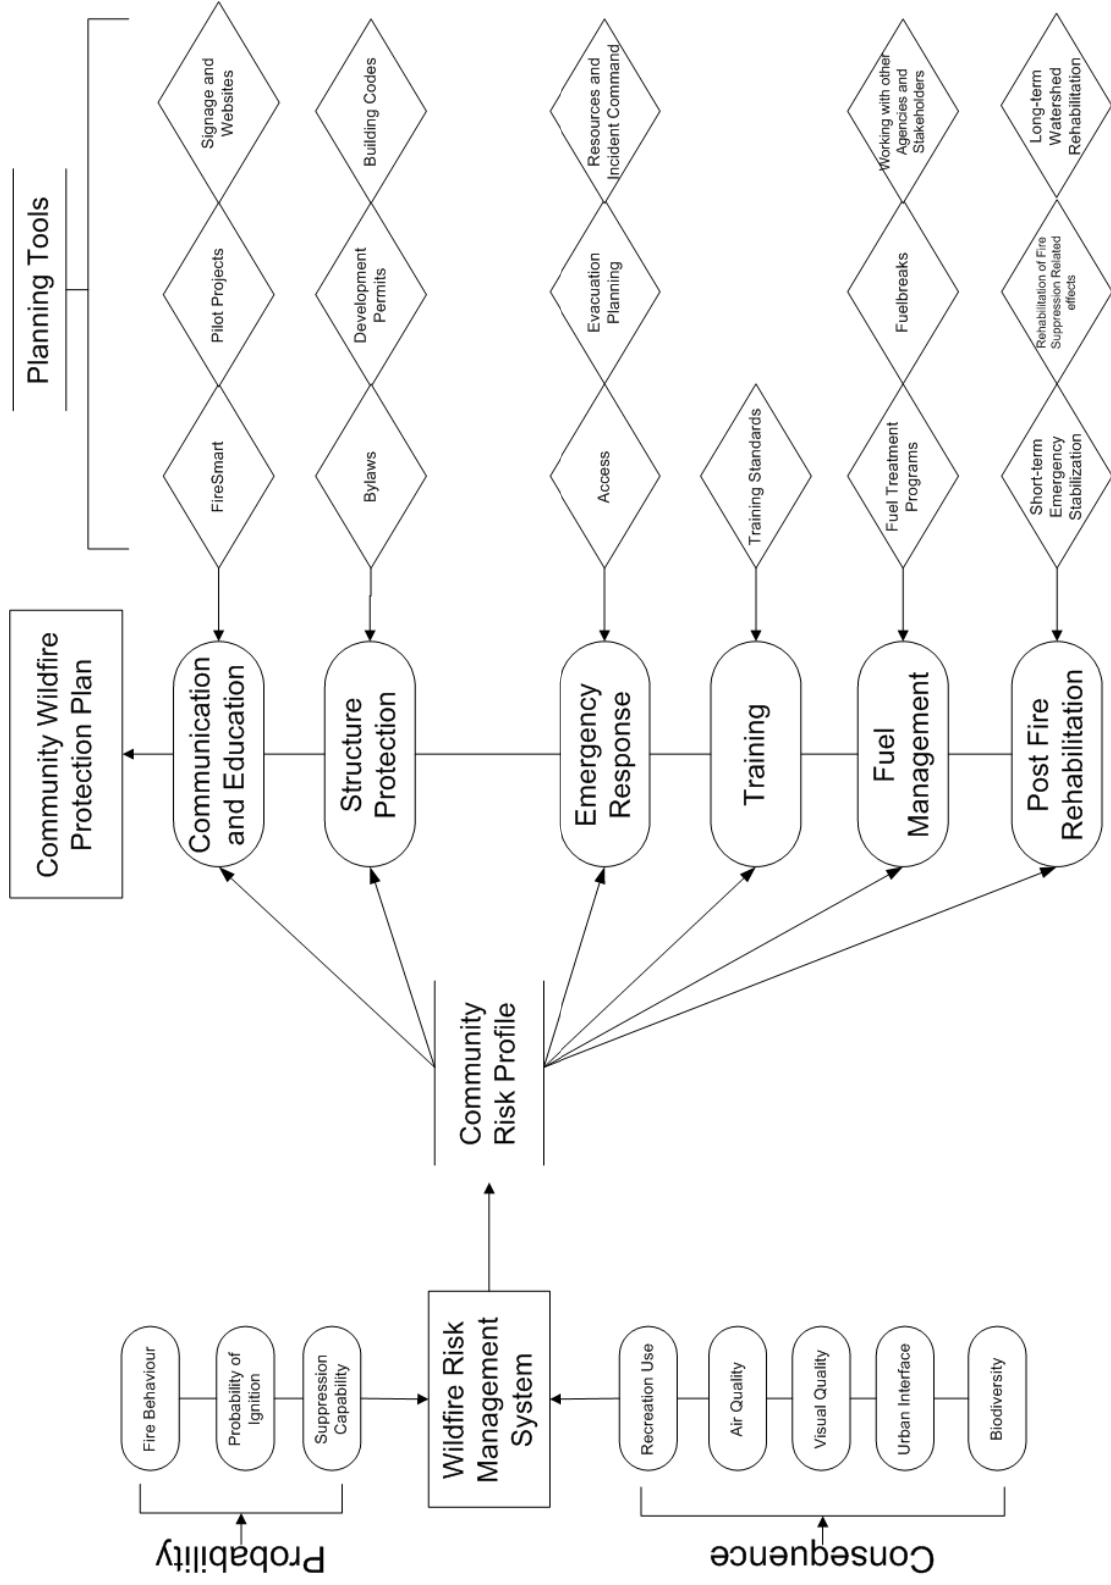 Planning Tools
Community Wildfire
Protection Plan
Signage and
Websites
Pilot Projects
FireSmart
Communication
and Education
Building Codes
Development
Permits
Bylaws
Structure
Protection
Resources and
Incident Command
Evacuation
Planning
Access
Emergency
Response
Training Standards
Training
Working with other
Agencies and
Stakeholders
Fuelbreaks
Fuel Treatment
Programs
Fuel
Management
Long-term
Watershed
Rehabilitation
Rehabilitation of Fire
Suppression Related
effects
Short-term
Emergency
Stabilization
Post Fire
Rehabilitation
Community
Risk Profile
Wildfire Risk
Management
System
Probability
Fire Behaviour
Probability of
Ignition
Suppression
Capability
Consequence
Recreation Use
Air Quality
Visual Quality
Urban Interface
Biodiversity